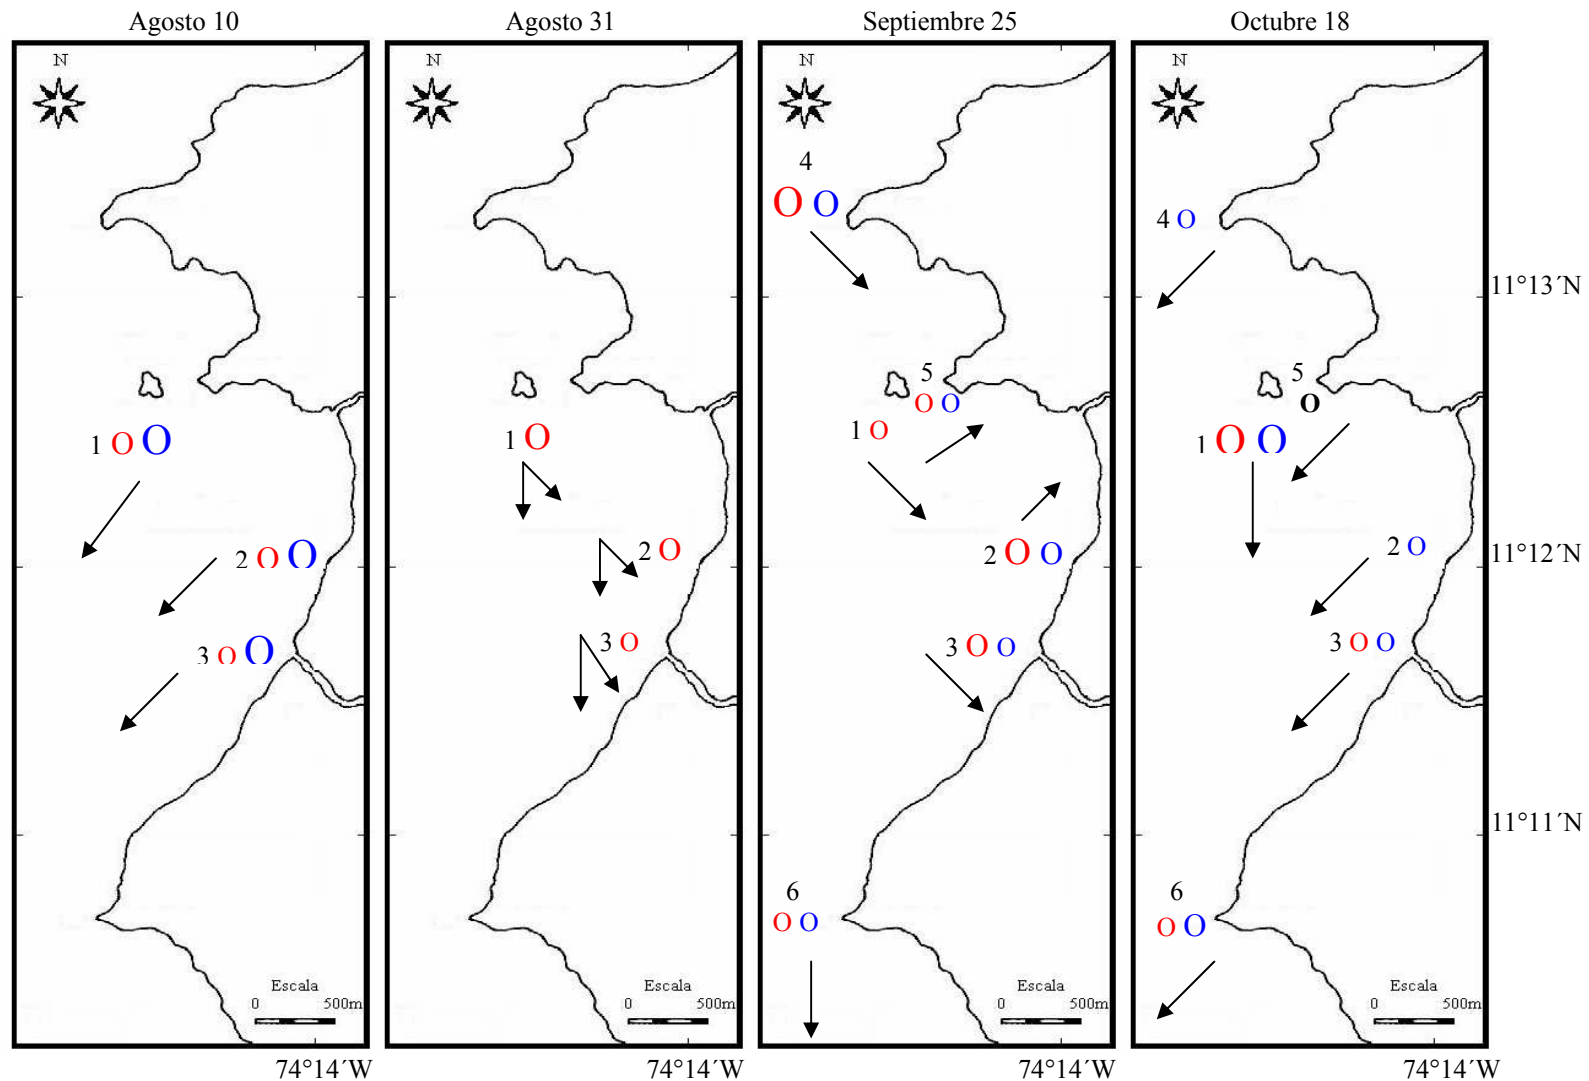 Agosto 10
Agosto 31
Septiembre 25
Octubre 18
N
N
N
N
4
O O
4 O
11°13´N
5
O O
5
O
1 O O
1 O
1 O
1 O O
2 O O
2 O
2 O O
2 O
11°12´N
3 O O
3 O
3 O O
3 O O
11°11´N
6
O O
6
O O
Escala
0 500m
Escala
0 500m
Escala
0 500m
Escala
0 500m
74°14´W
74°14´W
74°14´W
74°14´W